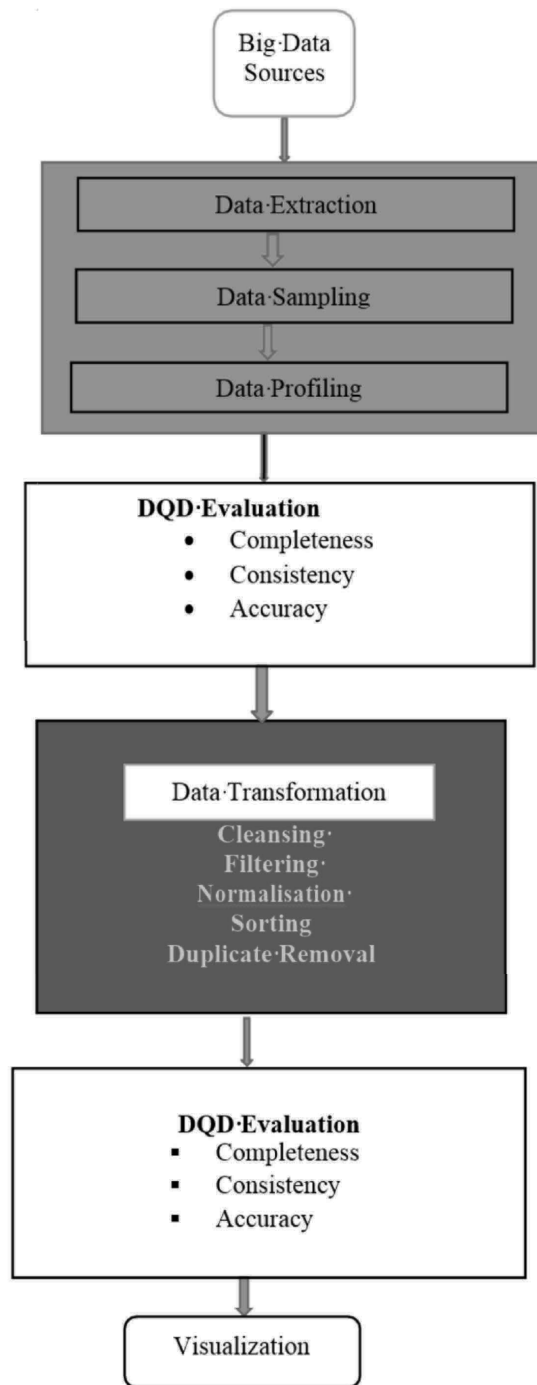 Big·Data
Sources
Data·Extraction
Data·Sampling
Data·Profiling
DQD·Evaluation
• Completeness
• Consistency
• Accuracy
Data·Transformation
Cleansing·
Filtering·
Normalisation·
Sorting
Duplicate·Removal
DQD·Evaluation
▪ Completeness
▪ Consistency
▪ Accuracy
Visualization